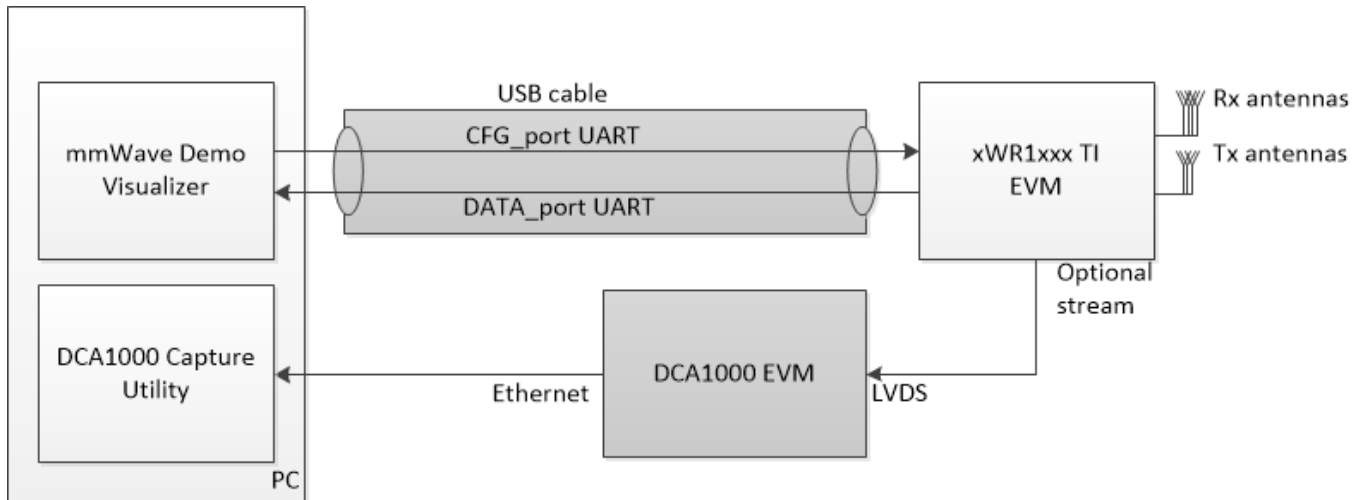 USB cable
CFG_port UART
DATA_port UART
mmWave Demo
Visualizer
xWR1xxx TI
EVM
Rx antennas
Tx antennas
Optional
stream
DCA1000 Capture
Utility
Ethernet
DCA1000 EVM
LVDS
PC